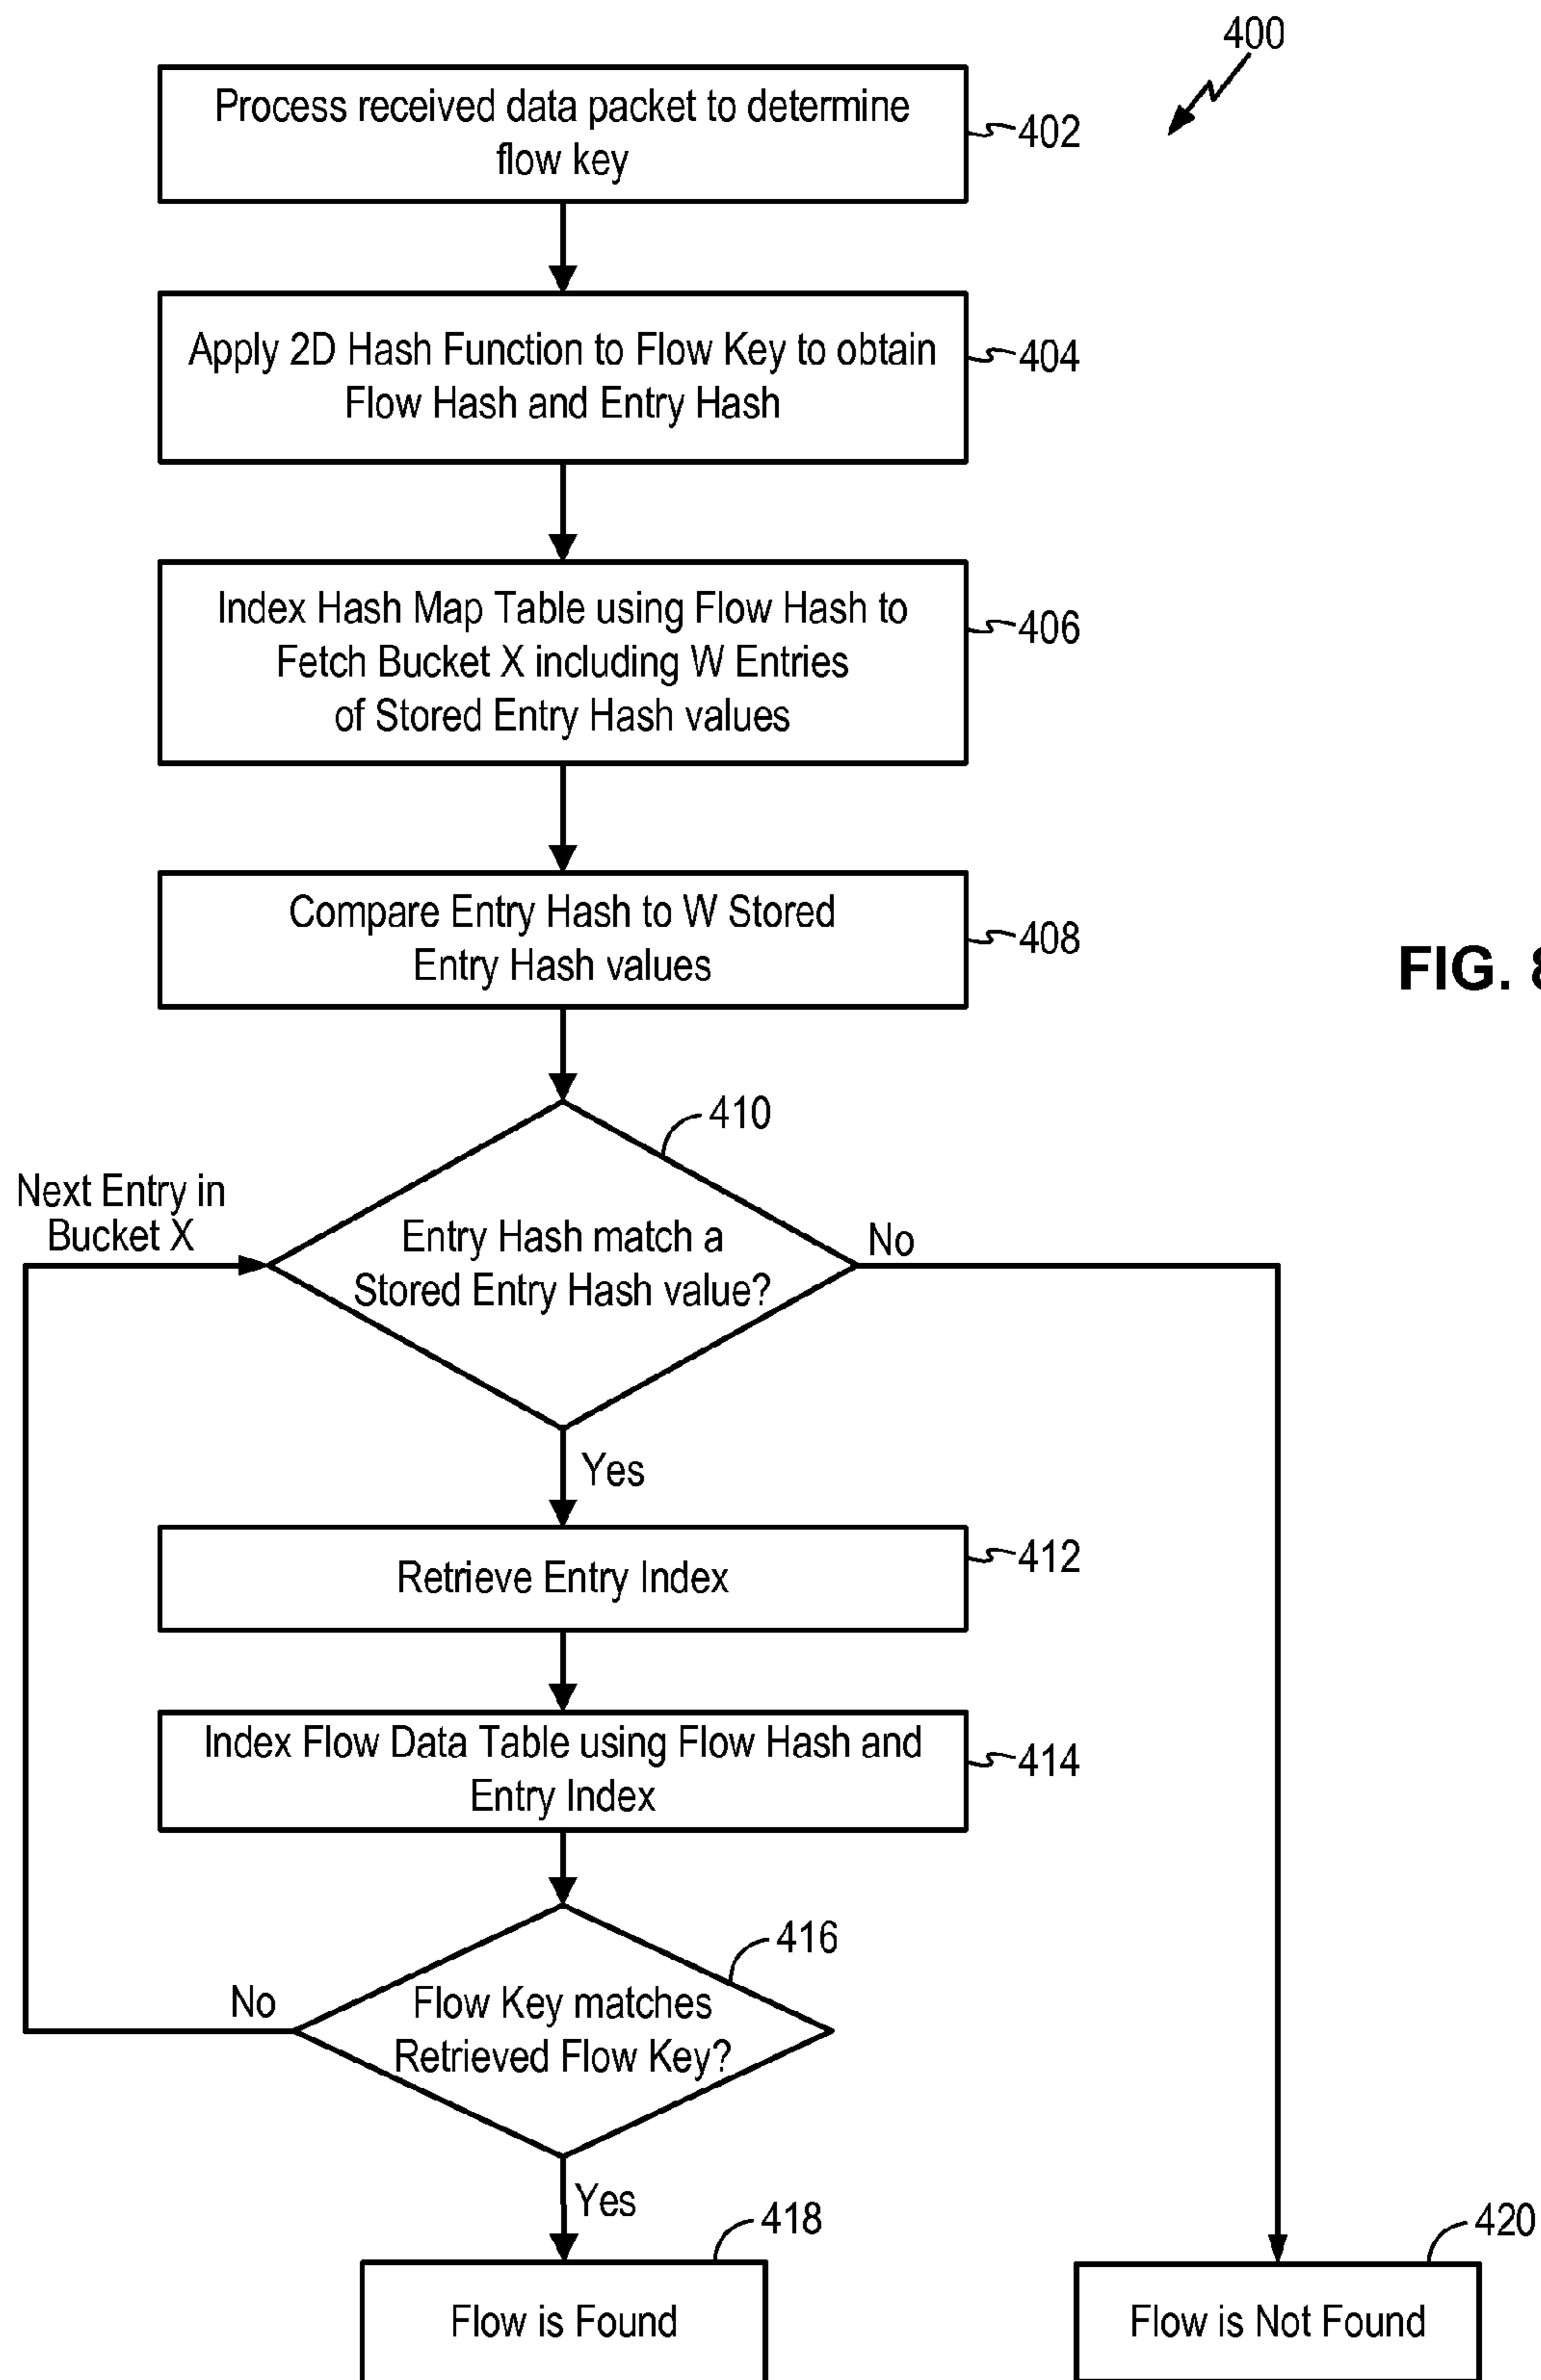 400
Process received data packet to determine
flow key
402
Apply 2D Hash Function to Flow Key to obtain
Flow Hash and Entry Hash
404
Index Hash Map Table using Flow Hash to
Fetch Bucket X including W Entries
of Stored Entry Hash values
406
Compare Entry Hash to W Stored
Entry Hash values
408
FIG. 8
410
Next Entry in
Bucket X
Entry Hash match a
Stored Entry Hash value?
No
Yes
Retrieve Entry Index
412
Index Flow Data Table using Flow Hash and
Entry Index
414
416
No
Flow Key matches
Retrieved Flow Key?
Yes
418
Flow is Found
420
Flow is Not Found